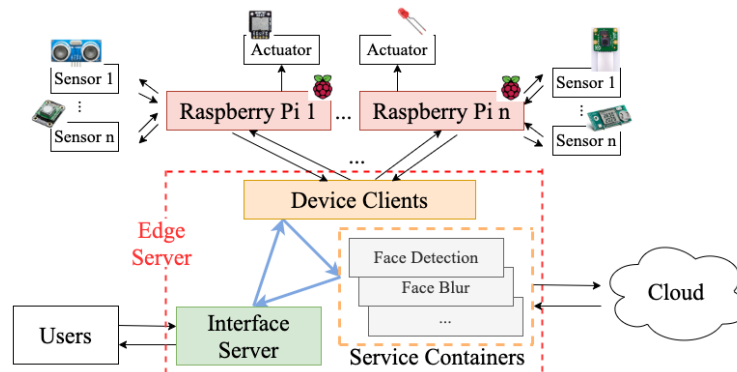 Actuator
Actuator
Sensor 1
...
Sensor n
Raspberry Pi 1
...
Raspberry Pi n
Sensor 1
...
Sensor n
...
Device Clients
Edge
Server
Face Detection
Face Blur
...
Service Containers
Interface
Server
Users
Cloud